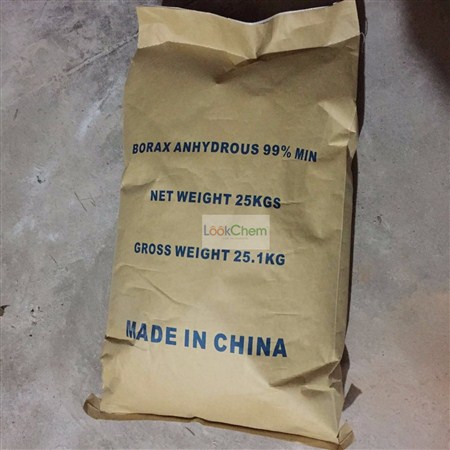 BORAX ANHYDROUS 99% MIN
NET WEIGHT 25KGS
LookChem
GROSS WEIGHT 25.1KG
MADE IN CHINA